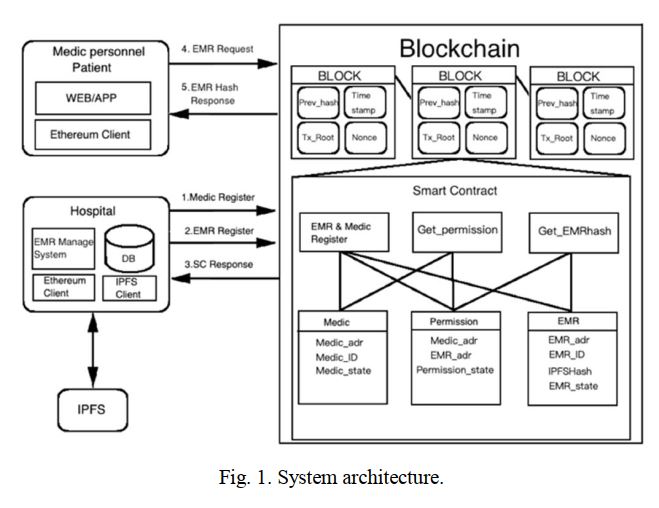 Medic personnel
Patient
WEB/APP
Ethereum Client
4. EMR Request
5.EMR Hash
Response
Blockchain
BLOCK
Prev_hash
Time
stamp
Tx_Root
Nonce
BLOCK
Prev_hash
Time
stamp
Tx_Root
Nonce
BLOCK
Prev_hash
Time
stamp
Tx_Root
Nonce
Hospital
EMR Manage
System
DB
Ethereum
Client
IPFS
Client
1.Medic Register
2.EMR Register
3.SC Response
IPFS
Smart Contract
EMR & Medic
Register
Get_permission
Get_EMRhash
Medic
Medic_adr
Medic_ID
Medic_state
Permission
Medic_adr
EMR_adr
Permission_state
EMR
EMR_adr
EMR_ID
IPFSHash
EMR_state
Fig. 1. System architecture.